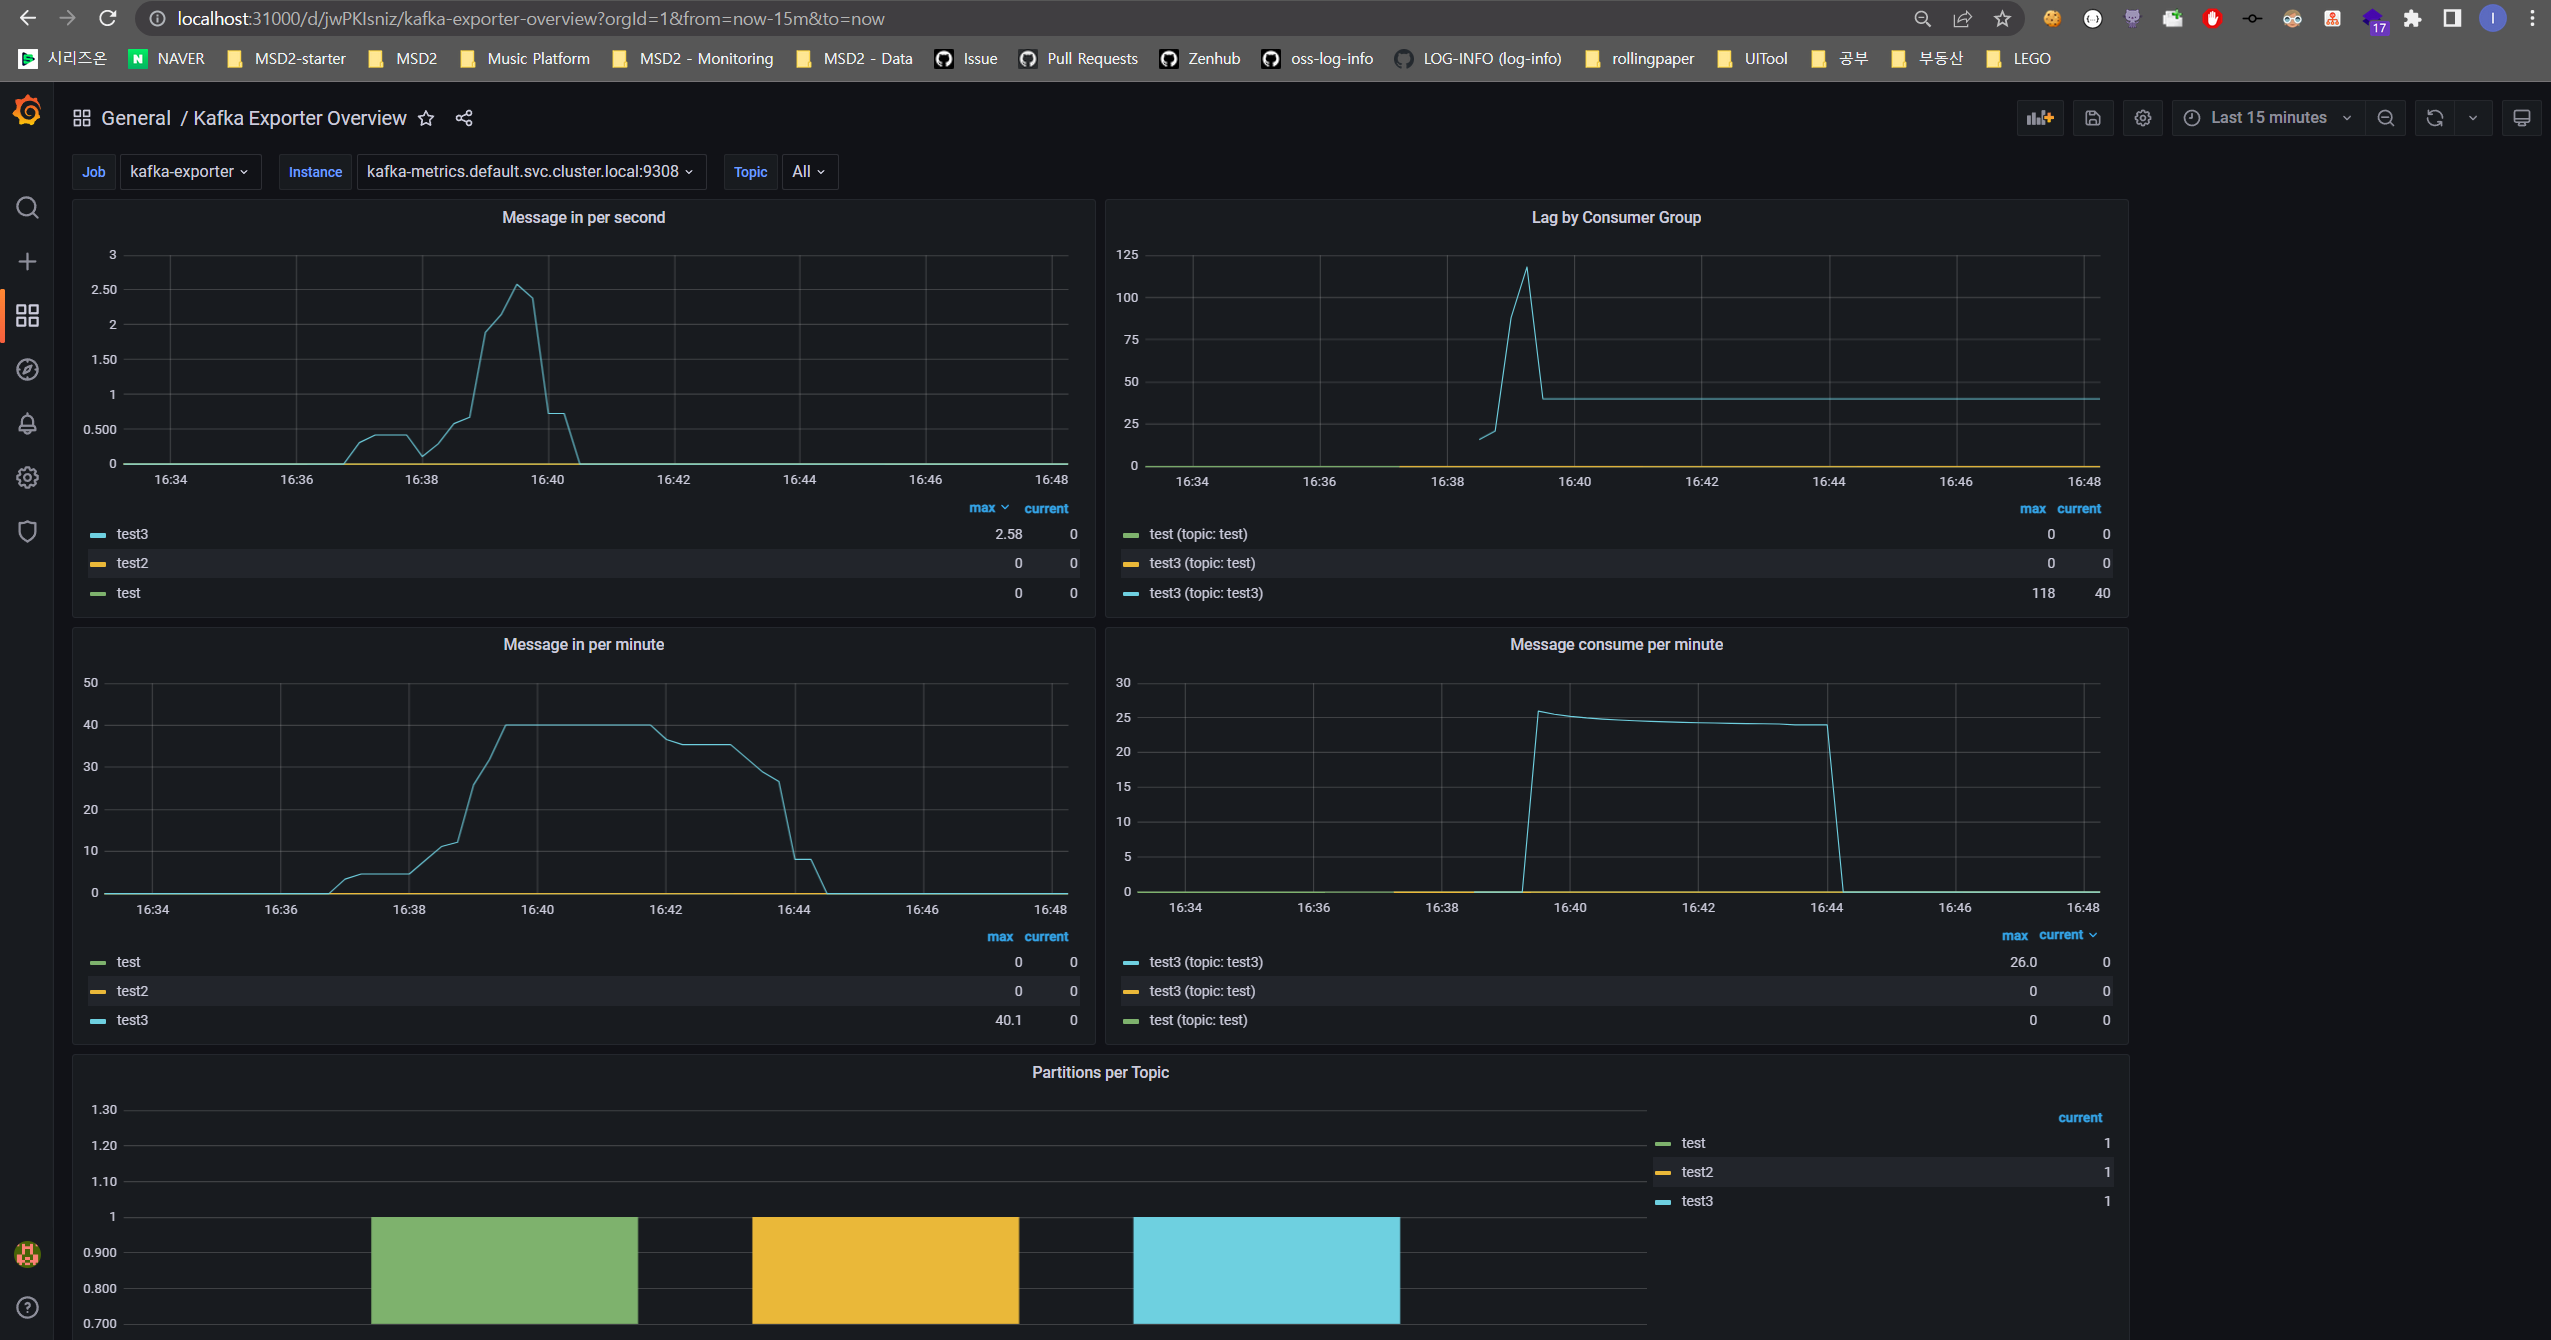 localhost:31000/d/jwPKIsniz/kafka-exporter-overview?orgId=1&from=now-15m&to=now
17
I
시리즈온 NAVER MSD2-starter MSD2 Music Platform MSD2 - Monitoring MSD2 - Data Issue Pull Requests Zenhub oss-log-info LOG-INFO (log-info) rollingpaper UITool 공부 부동산 LEGO
General / Kafka Exporter Overview
Last 15 minutes
Job kafka-exporter Instance kafka-metrics.default.svc.cluster.local:9308 Topic All
Message in per second
3
2.50
2
1.50
1
0.500
0
16:34 16:36 16:38 16:40 16:42 16:44 16:46 16:48
max current
test3 2.58 0
test2 0 0
test 0 0
Lag by Consumer Group
125
100
75
50
25
0
16:34 16:36 16:38 16:40 16:42 16:44 16:46 16:48
max current
test (topic: test) 0 0
test3 (topic: test) 0 0
test3 (topic: test3) 118 40
Message in per minute
50
40
30
20
10
0
16:34 16:36 16:38 16:40 16:42 16:44 16:46 16:48
max current
test 0 0
test2 0 0
test3 40.1 0
Message consume per minute
30
25
20
15
10
5
0
16:34 16:36 16:38 16:40 16:42 16:44 16:46 16:48
max current
test3 (topic: test3) 26.0 0
test3 (topic: test) 0 0
test (topic: test) 0 0
Partitions per Topic
1.30
1.20
1.10
1
0.900
0.800
0.700
current
test 1
test2 1
test3 1